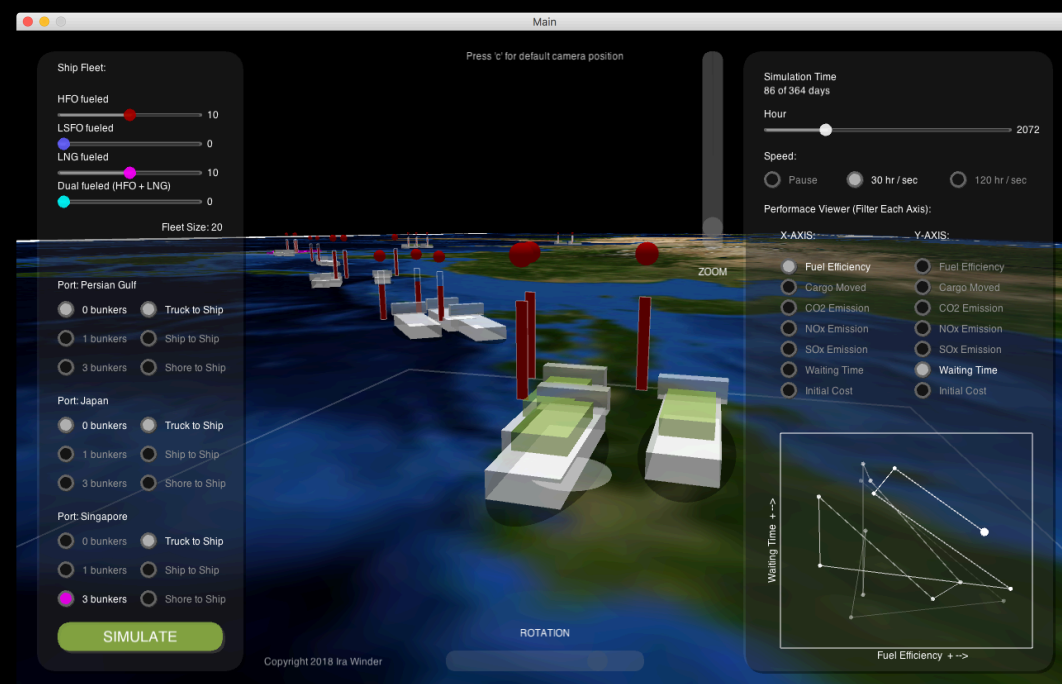 Main
Press 'c' for default camera position
Ship Fleet:
HFO fueled
10
LSFO fueled
0
LNG fueled
10
Dual fueled (HFO + LNG)
0
Fleet Size: 20
Port: Persian Gulf
0 bunkers Truck to Ship
1 bunkers Ship to Ship
3 bunkers Shore to Ship
Port: Japan
0 bunkers Truck to Ship
1 bunkers Ship to Ship
3 bunkers Shore to Ship
Port: Singapore
0 bunkers Truck to Ship
1 bunkers Ship to Ship
3 bunkers Shore to Ship
SIMULATE
ZOOM
ROTATION
Copyright 2018 Ira Winder
Simulation Time
86 of 364 days
Hour
2072
Speed:
Pause 30 hr / sec 120 hr / sec
Performace Viewer (Filter Each Axis):
X-AXIS: Y-AXIS:
Fuel Efficiency Fuel Efficiency
Cargo Moved Cargo Moved
CO2 Emission CO2 Emission
NOx Emission NOx Emission
SOx Emission SOx Emission
Waiting Time Waiting Time
Initial Cost Initial Cost
Waiting Time + -->
Fuel Efficiency + -->